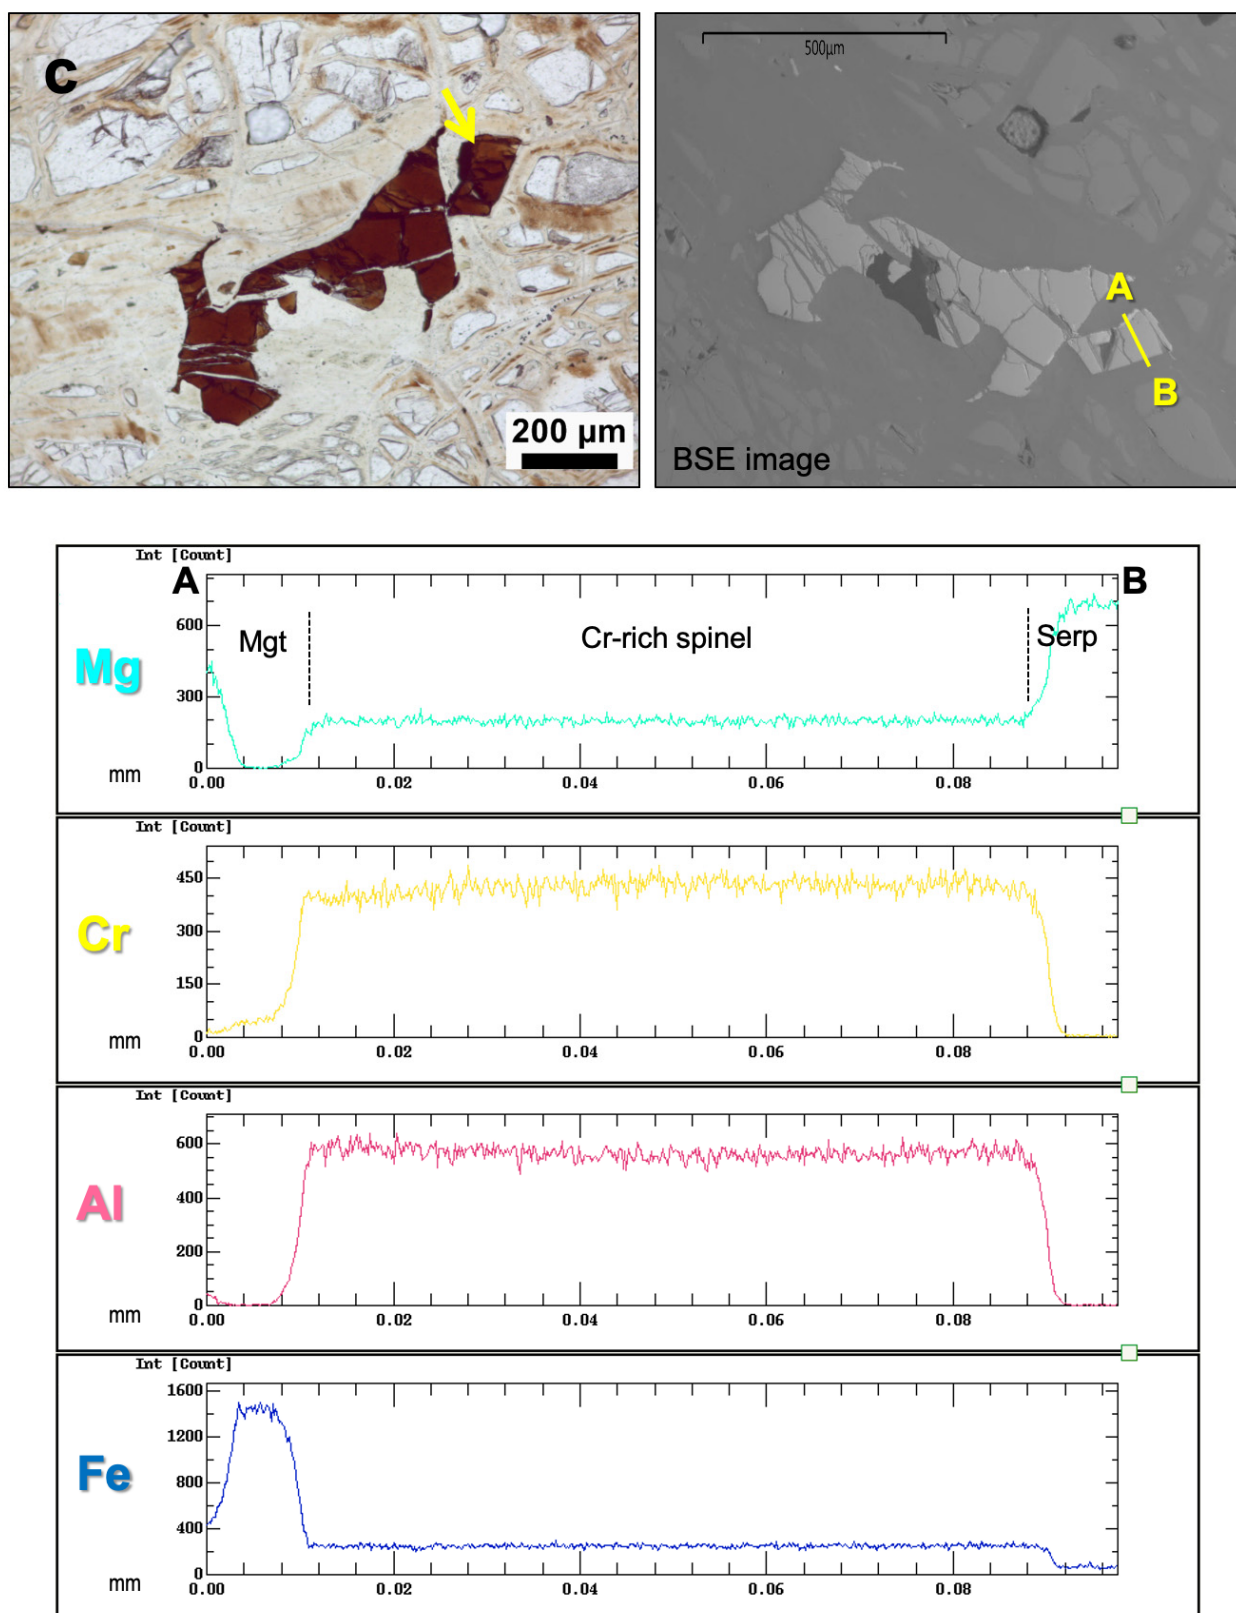 C
200 µm
500µm
A
B
BSE image
Int [Count]
A
B
600
Mgt
Cr-rich spinel
Serp
Mg
300
0
mm
0.00
0.02
0.04
0.06
0.08
Int [Count]
450
Cr
300
150
0
mm
0.00
0.02
0.04
0.06
0.08
Int [Count]
600
Al
400
200
0
mm
0.00
0.02
0.04
0.06
0.08
Int [Count]
1600
1200
Fe
800
400
0
mm
0.00
0.02
0.04
0.06
0.08